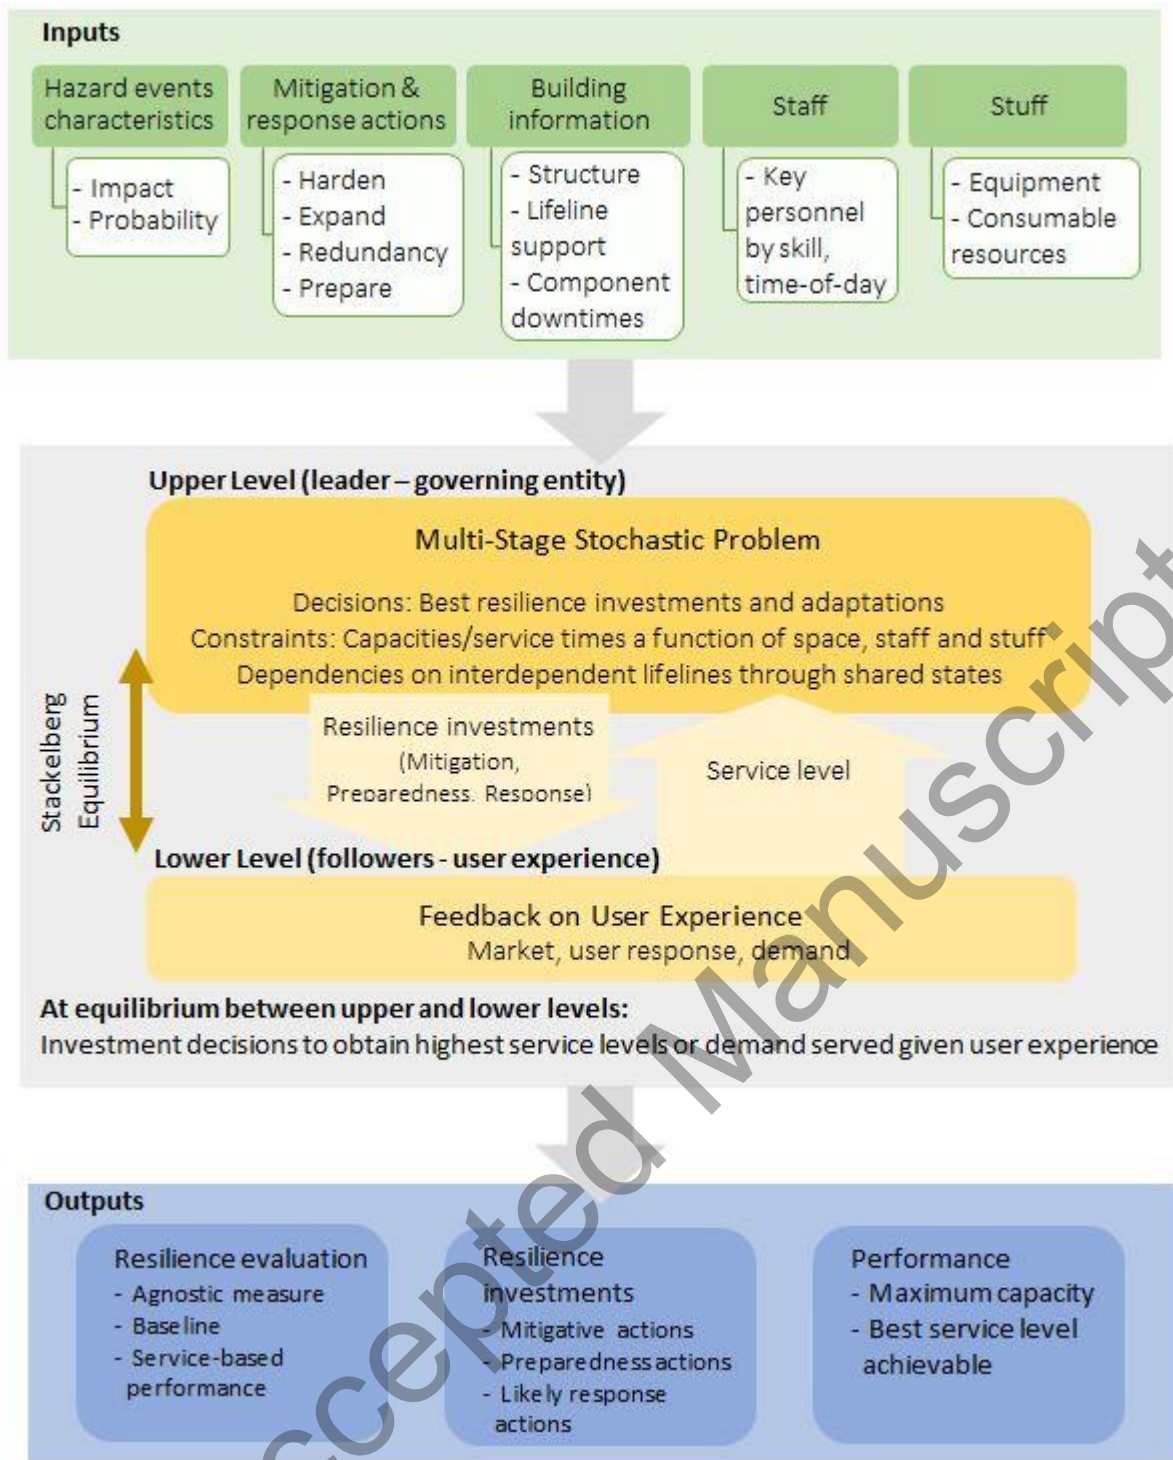 Inputs
Hazard events
characteristics
- Impact
- Probability
Mitigation &
response actions
- Harden
- Expand
- Redundancy
- Prepare
Building
information
- Structure
- Lifeline
support
- Component
downtimes
Staff
- Key
personnel
by skill,
time-of-day
Stuff
- Equipment
- Consumable
resources
Upper Level (leader – governing entity)
Multi-Stage Stochastic Problem
Decisions: Best resilience investments and adaptations
Constraints: Capacities/service times a function of space, staff and stuff
Dependencies on interdependent lifelines through shared states
Stackelberg
Equilibrium
Resilience investments
(Mitigation,
Preparedness, Response)
Service level
Lower Level (followers - user experience)
Feedback on User Experience
Market, user response, demand
At equilibrium between upper and lower levels:
Investment decisions to obtain highest service levels or demand served given user experience
Outputs
Resilience evaluation
- Agnostic measure
- Baseline
- Service-based
performance
Resilience
investments
- Mitigative actions
- Preparedness actions
- Likely response
actions
Performance
- Maximum capacity
- Best service level
achievable
ccepted Manuscript